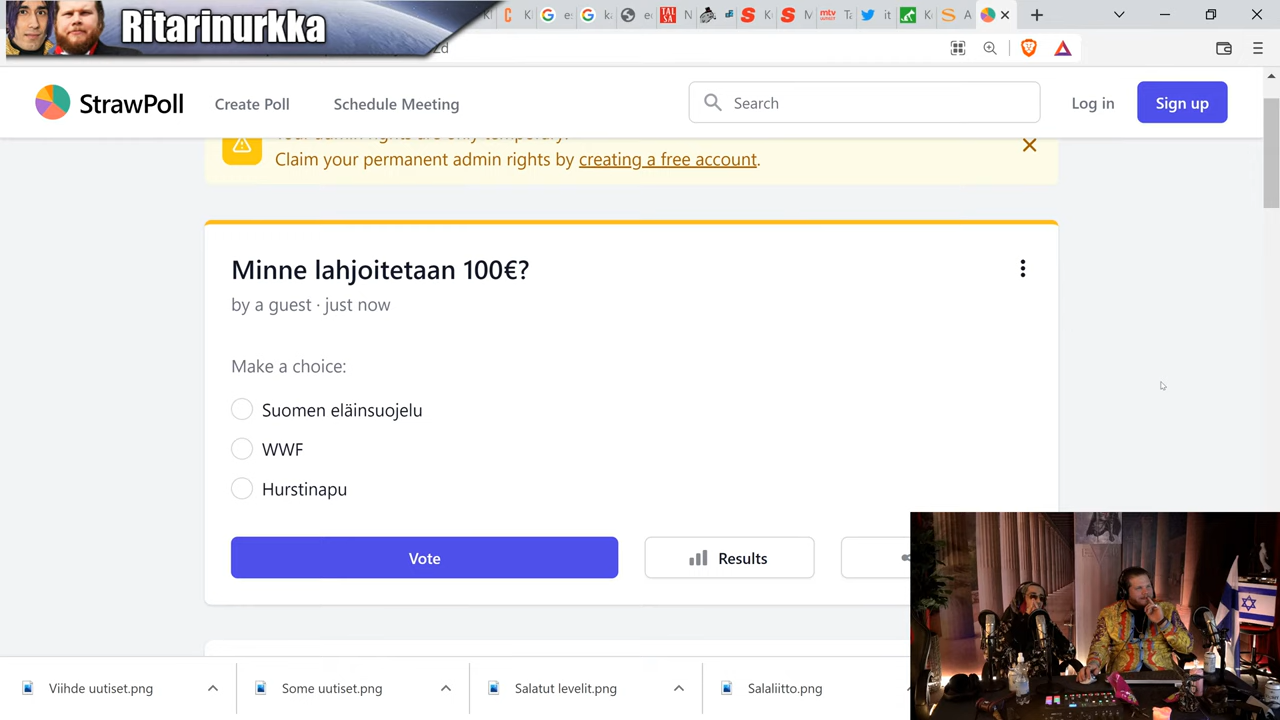 Ritarinurkka
StrawPoll
Create Poll
Schedule Meeting
Search
Log in
Sign up
Claim your permanent admin rights by creating a free account.
Minne lahjoitetaan 100€?
by a guest · just now
Make a choice:
Suomen eläinsuojelu
WWF
Hurstinapu
Vote
Results
Viihde uutiset.png
Some uutiset.png
Salatut levelit.png
Salaliitto.png